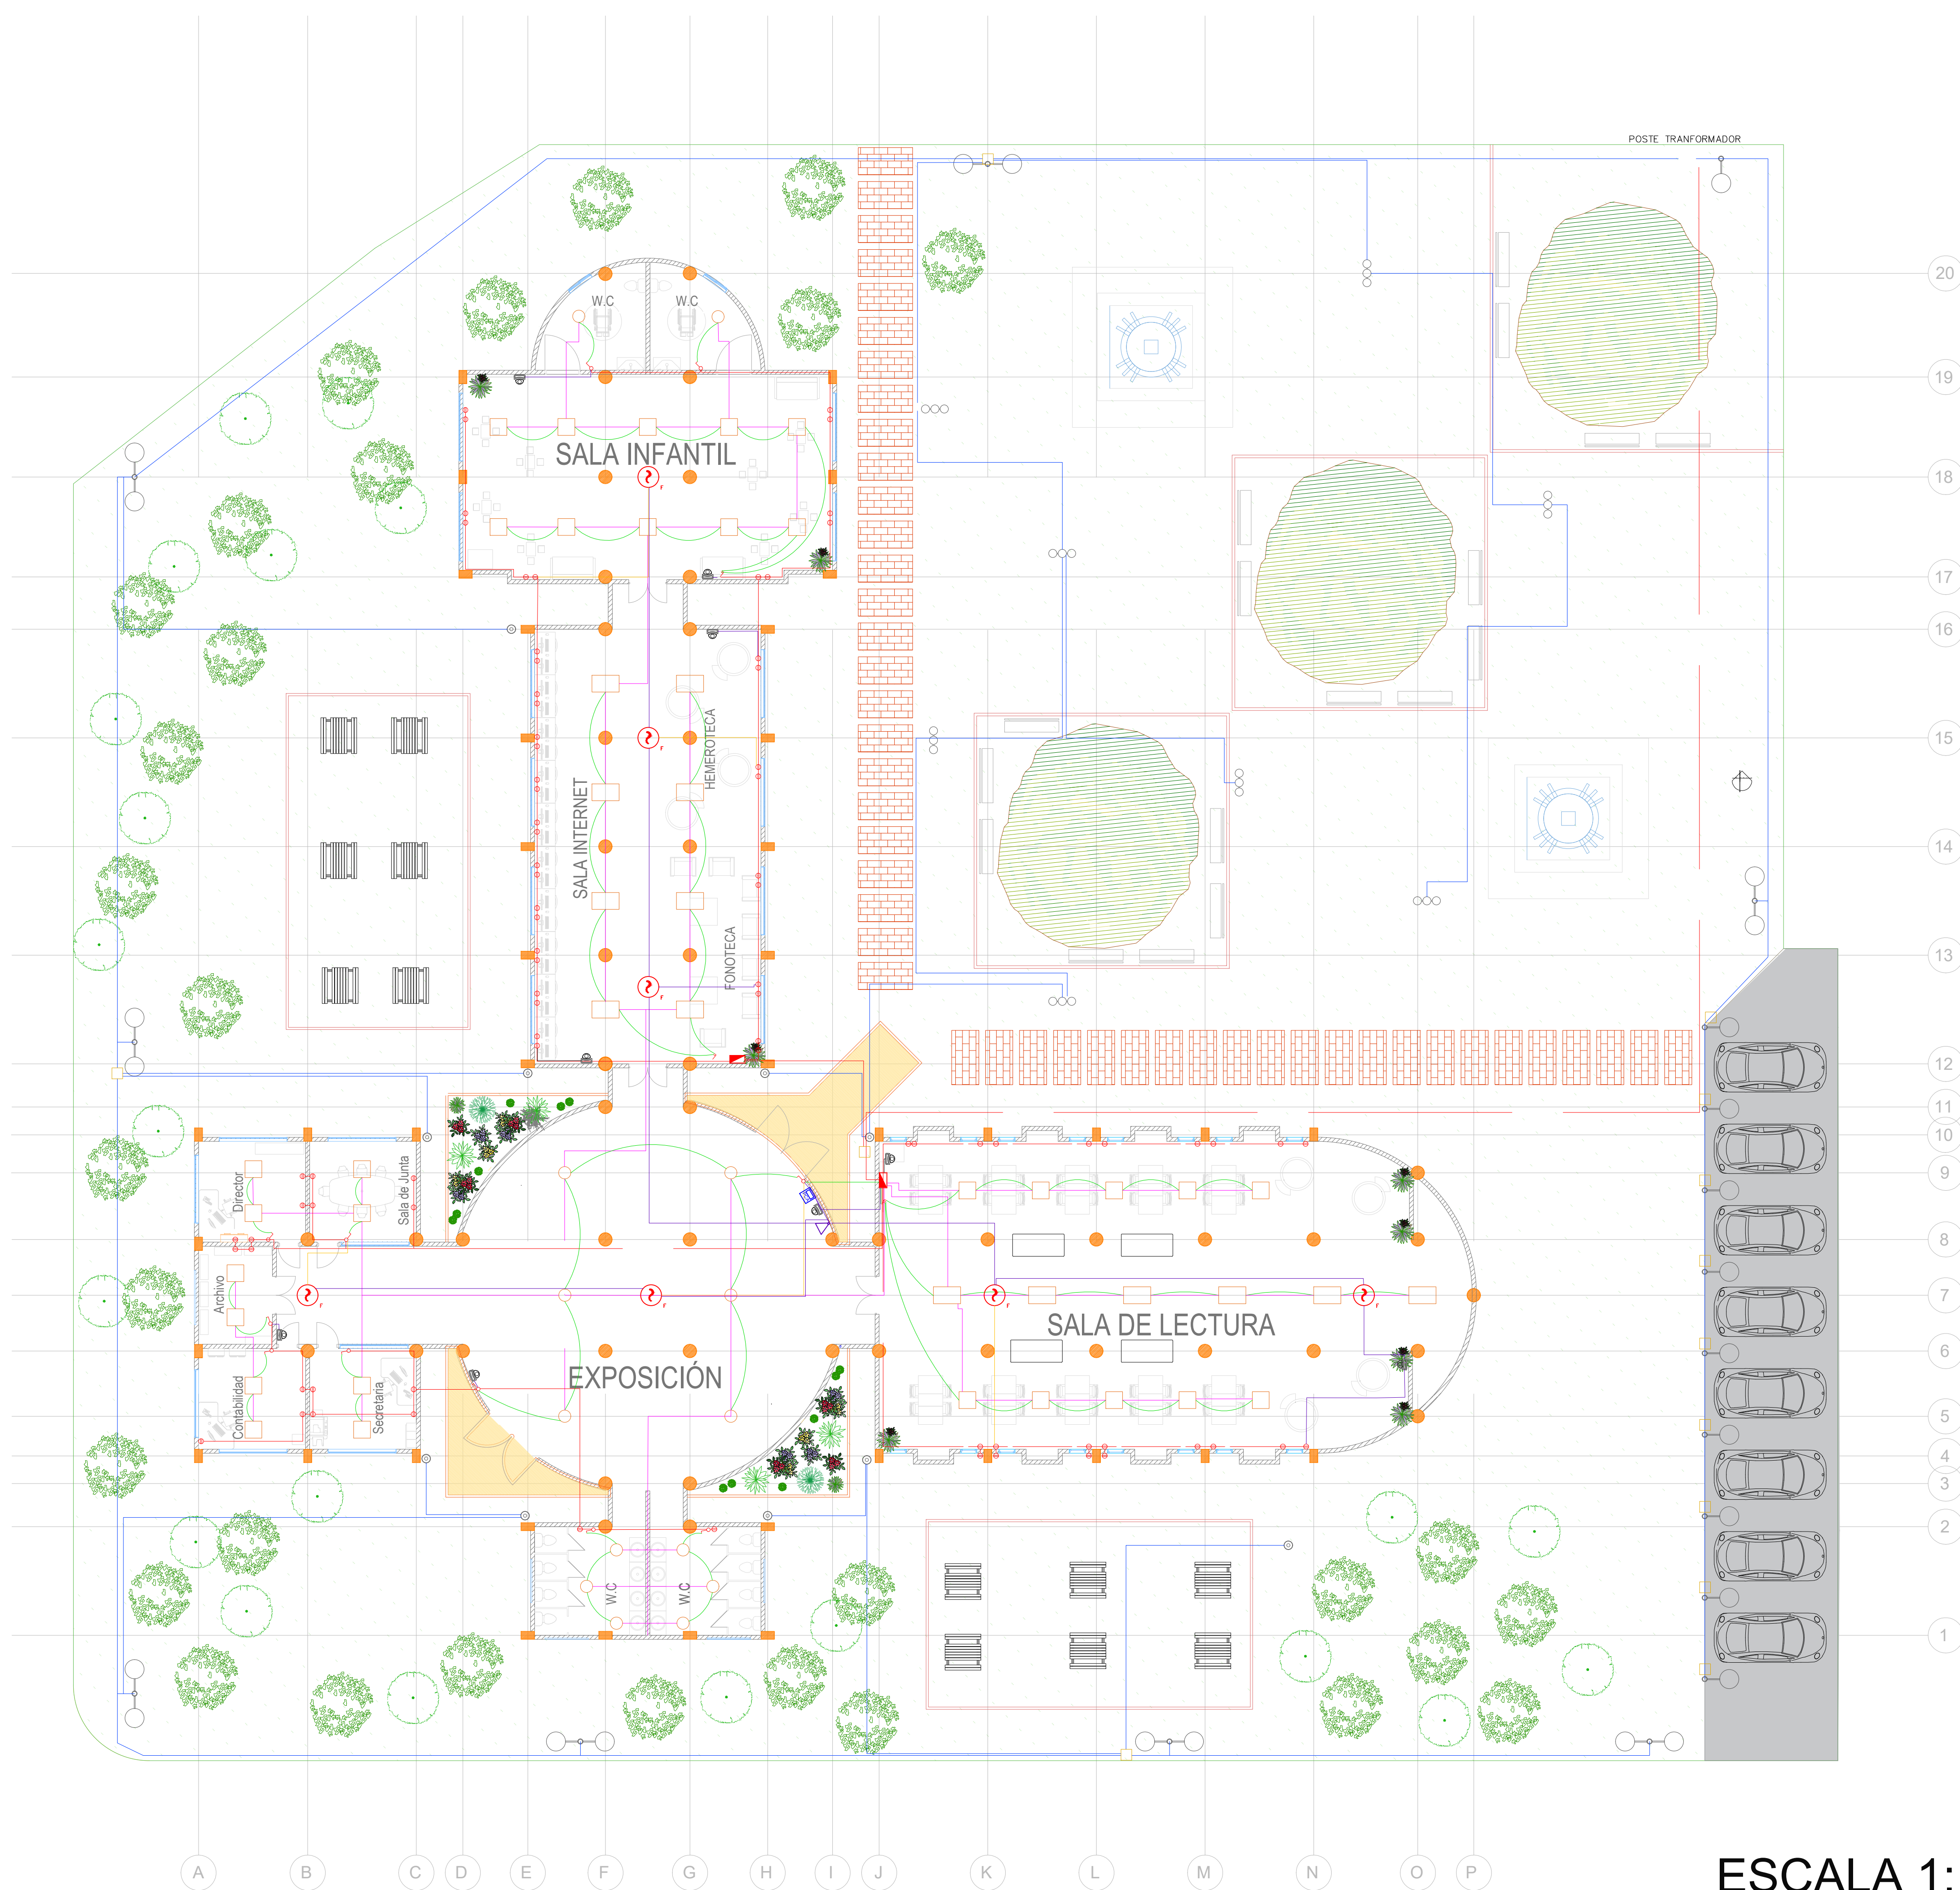 POSTE TRANFORMADOR
20
W.C
W.C
19
SALA INFANTIL
F
18
17
16
HEMEROTECA
F
15
SALA INTERNET
14
FONOTECA
13
F
12
11
10
Director
Sala de Junta
9
8
Archivo
F
F
F
F
7
SALA DE LECTURA
6
EXPOSICIÓN
Contabilidad
Secretaria
5
4
3
2
W.C
W.C
1
A
B
C
D
E
F
G
H
I
J
K
L
M
N
O
P
ESCALA 1: